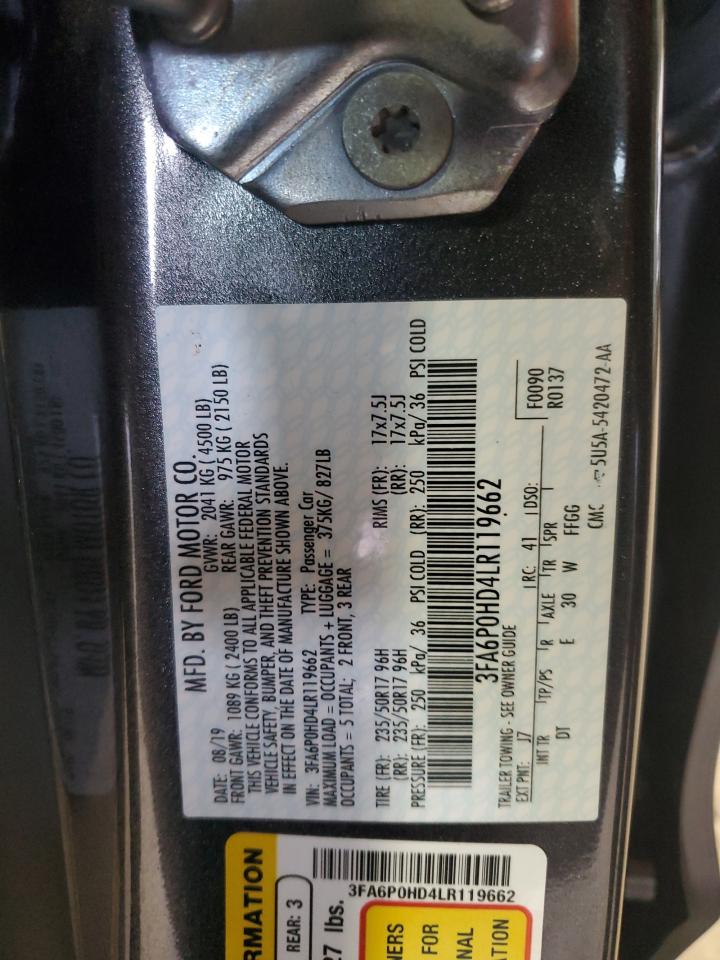 MFD. BY FORD MOTOR CO.
DATE: 08/19 GVWR: 2041 KG ( 4500 LB)
FRONT GAWR: 1089 KG ( 2400 LB) REAR GAWR: 975 KG ( 2150 LB)
THIS VEHICLE CONFORMS TO ALL APPLICABLE FEDERAL MOTOR
VEHICLE SAFETY, BUMPER, AND THEFT PREVENTION STANDARDS
IN EFFECT ON THE DATE OF MANUFACTURE SHOWN ABOVE.
VIN: 3FA6P0HD4LR119662 TYPE: Passenger Car
MAXIMUM LOAD = OCCUPANTS + LUGGAGE = 375KG/ 827LB
OCCUPANTS = 5 TOTAL; 2 FRONT, 3 REAR
TIRE (FR): 235/50R17 96H RIMS (FR): 17x7.5J
(RR): 235/50R17 96H (RR): 17x7.5J
PRESSURE (FR): 250 kPa/ 36 PSI COLD (RR): 250 kPa/ 36 PSI COLD
3FA6P0HD4LR119662
TRAILER TOWING - SEE OWNER GUIDE
F0090
EXT PNT: J7 RC: 41 DSO: R0137
INT TR TP/PS R AXLE TR SPR
DT E 30 W FFGG
CMC 5U5A-5420472-AA
RMATION
REAR: 3
27 lbs.
3FA6P0HD4LR119662
NERS
FOR
NAL
TION